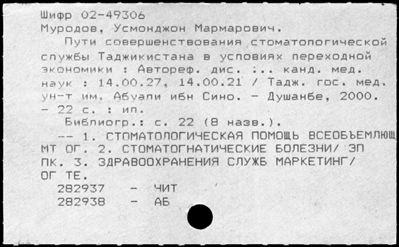 Шифр 02-49306
Муродов, Усмонджон Мармарович.
Пути совершенствования стоматологической
службы Таджикистана в условиях переходной
экономики : Автореф. дис. ... канд. мед.
наук : 14.00.27, 14.00.21 / Тадж. гос. мед.
ун-т им. Абуали ибн Сино. - Душанбе, 2000.
- 22 с. : ил.
Библиогр.: с. 22 (8 назв.).
-- 1. СТОМАТОЛОГИЧЕСКАЯ ПОМОЩЬ ВСЕОБЪЕМЛЮЩ
МТ ОГ. 2. СТОМАТОГНАТИЧЕСКИЕ БОЛЕЗНИ/ ЭП
ПК. 3. ЗДРАВООХРАНЕНИЯ СЛУЖБ МАРКЕТИНГ/
ОГ ТЕ.
282937 - ЧИТ
282938 - АБ